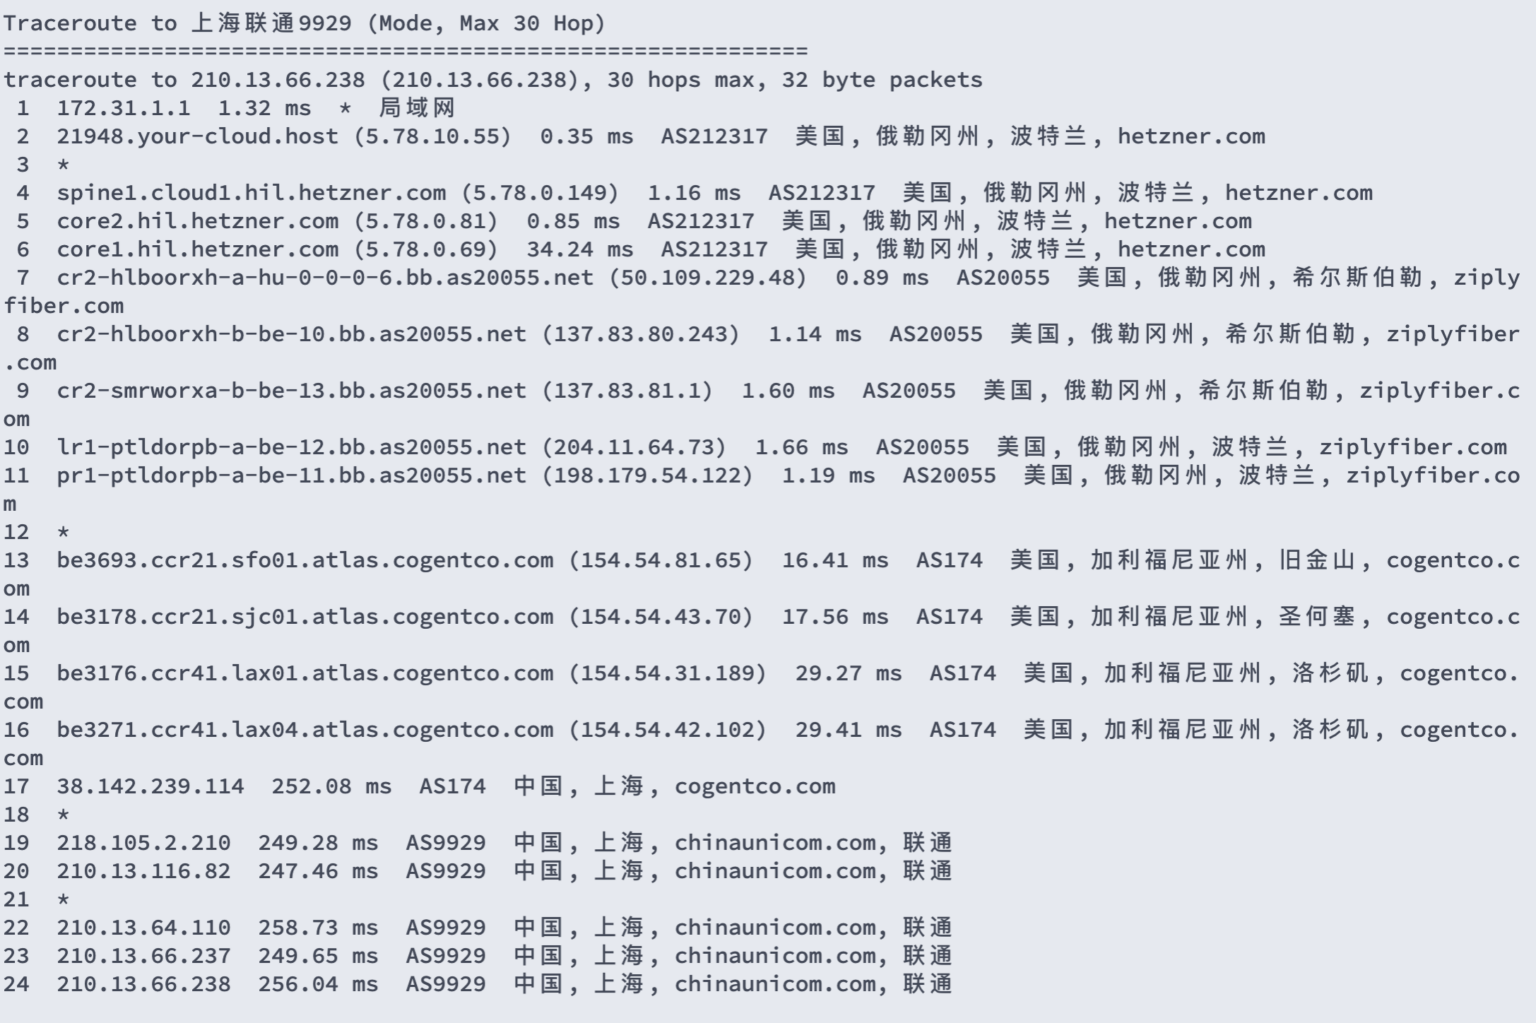 Traceroute to 上海联通9929 (Mode, Max 30 Hop)
============================================================
traceroute to 210.13.66.238 (210.13.66.238), 30 hops max, 32 byte packets
 1  172.31.1.1  1.32 ms  *  局域网
 2  21948.your-cloud.host (5.78.10.55)  0.35 ms  AS212317  美国, 俄勒冈州, 波特兰, hetzner.com
 3  *
 4  spine1.cloud1.hil.hetzner.com (5.78.0.149)  1.16 ms  AS212317  美国, 俄勒冈州, 波特兰, hetzner.com
 5  core2.hil.hetzner.com (5.78.0.81)  0.85 ms  AS212317  美国, 俄勒冈州, 波特兰, hetzner.com
 6  core1.hil.hetzner.com (5.78.0.69)  34.24 ms  AS212317  美国, 俄勒冈州, 波特兰, hetzner.com
 7  cr2-hlboorxh-a-hu-0-0-0-6.bb.as20055.net (50.109.229.48)  0.89 ms  AS20055  美国, 俄勒冈州, 希尔斯伯勒, ziply
fiber.com
 8  cr2-hlboorxh-b-be-10.bb.as20055.net (137.83.80.243)  1.14 ms  AS20055  美国, 俄勒冈州, 希尔斯伯勒, ziplyfiber
.com
 9  cr2-smrworxa-b-be-13.bb.as20055.net (137.83.81.1)  1.60 ms  AS20055  美国, 俄勒冈州, 希尔斯伯勒, ziplyfiber.c
om
10  lr1-ptldorpb-a-be-12.bb.as20055.net (204.11.64.73)  1.66 ms  AS20055  美国, 俄勒冈州, 波特兰, ziplyfiber.com
11  pr1-ptldorpb-a-be-11.bb.as20055.net (198.179.54.122)  1.19 ms  AS20055  美国, 俄勒冈州, 波特兰, ziplyfiber.co
m
12  *
13  be3693.ccr21.sfo01.atlas.cogentco.com (154.54.81.65)  16.41 ms  AS174  美国, 加利福尼亚州, 旧金山, cogentco.c
om
14  be3178.ccr21.sjc01.atlas.cogentco.com (154.54.43.70)  17.56 ms  AS174  美国, 加利福尼亚州, 圣何塞, cogentco.c
om
15  be3176.ccr41.lax01.atlas.cogentco.com (154.54.31.189)  29.27 ms  AS174  美国, 加利福尼亚州, 洛杉矶, cogentco.
com
16  be3271.ccr41.lax04.atlas.cogentco.com (154.54.42.102)  29.41 ms  AS174  美国, 加利福尼亚州, 洛杉矶, cogentco.
com
17  38.142.239.114  252.08 ms  AS174  中国, 上海, cogentco.com
18  *
19  218.105.2.210  249.28 ms  AS9929  中国, 上海, chinaunicom.com, 联通
20  210.13.116.82  247.46 ms  AS9929  中国, 上海, chinaunicom.com, 联通
21  *
22  210.13.64.110  258.73 ms  AS9929  中国, 上海, chinaunicom.com, 联通
23  210.13.66.237  249.65 ms  AS9929  中国, 上海, chinaunicom.com, 联通
24  210.13.66.238  256.04 ms  AS9929  中国, 上海, chinaunicom.com, 联通